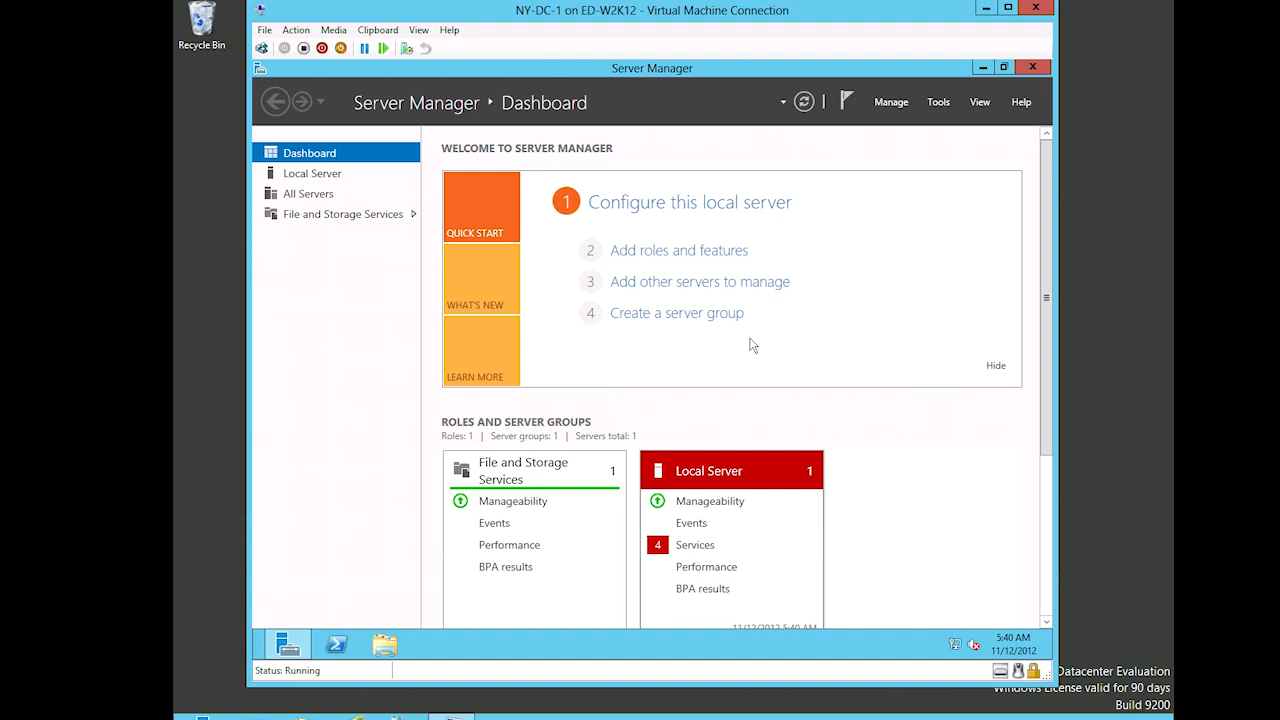 Recycle Bin
NY-DC-1 on ED-W2K12 - Virtual Machine Connection
File Action Media Clipboard View Help
Server Manager
Server Manager ‣ Dashboard
Manage Tools View Help
Dashboard
Local Server
All Servers
File and Storage Services
WELCOME TO SERVER MANAGER
QUICK START
WHAT'S NEW
LEARN MORE
1 Configure this local server
2 Add roles and features
3 Add other servers to manage
4 Create a server group
Hide
ROLES AND SERVER GROUPS
Roles: 1 | Server groups: 1 | Servers total: 1
File and Storage
Services
1
Manageability
Events
Performance
BPA results
Local Server 1
Manageability
Events
4 Services
Performance
BPA results
11/12/2012 5:40 AM
5:40 AM
11/12/2012
Status: Running
Datacenter Evaluation
Windows License valid for 90 days
Build 9200